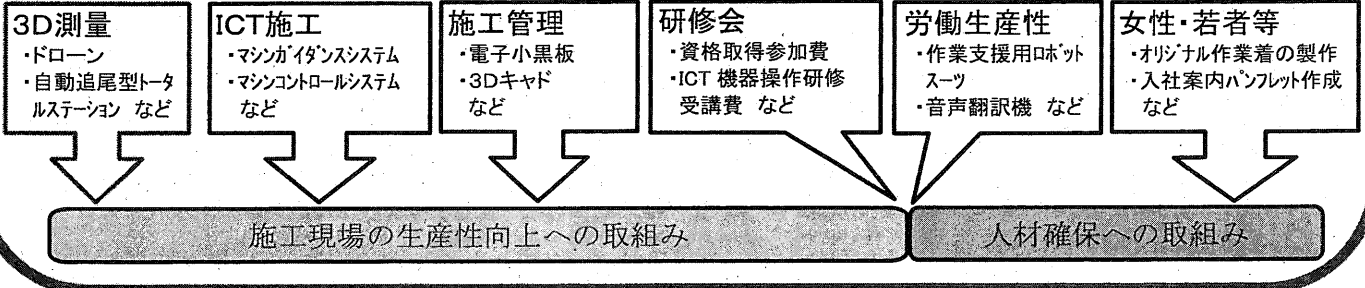 3D測量
・ドローン
・自動追尾型トータ
ルステーション など
ICT施工
・マシンガイダンスシステム
・マシンコントロールシステム
など
施工管理
・電子小黒板
・3Dキャド
など
研修会
・資格取得参加費
・ICT 機器操作研修
受講費 など
労働生産性
・作業支援用ロボット
スーツ
・音声翻訳機 など
女性・若者等
・オリジナル作業着の製作
・入社案内パンフレット作成
など
施工現場の生産性向上への取組み
人材確保への取組み